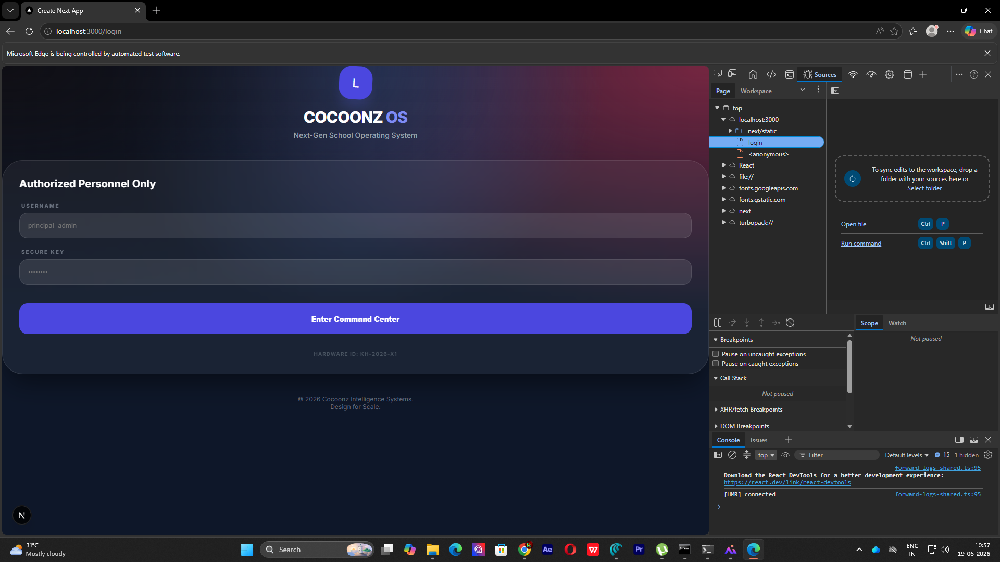 Create Next App
localhost:3000/login
Chat
Microsoft Edge is being controlled by automated test software.
L
COCOONZ OS
Next-Gen School Operating System
Authorized Personnel Only
USERNAME
principal_admin
SECURE KEY
••••••••
Enter Command Center
HARDWARE ID: KH-2026-X1
© 2026 Cocoonz Intelligence Systems.
Design for Scale.
N
Sources
Page
Workspace
top
localhost:3000
_next/static
login
<anonymous>
React
file://
fonts.googleapis.com
fonts.gstatic.com
next
turbopack://
To sync edits to the workspace, drop a
folder with your sources here or
Select folder
Open file Ctrl P
Run command Ctrl Shift P
Scope Watch
Not paused
Breakpoints
Pause on uncaught exceptions
Pause on caught exceptions
Call Stack
Not paused
XHR/fetch Breakpoints
DOM Breakpoints
Console Issues
top Filter Default levels 15 1 hidden
forward-logs-shared.ts:95
Download the React DevTools for a better development experience:
https://react.dev/link/react-devtools
[HMR] connected forward-logs-shared.ts:95
31°C
Mostly cloudy
Search
Ae
W
Pr
ENG
IN
10:57
19-06-2026